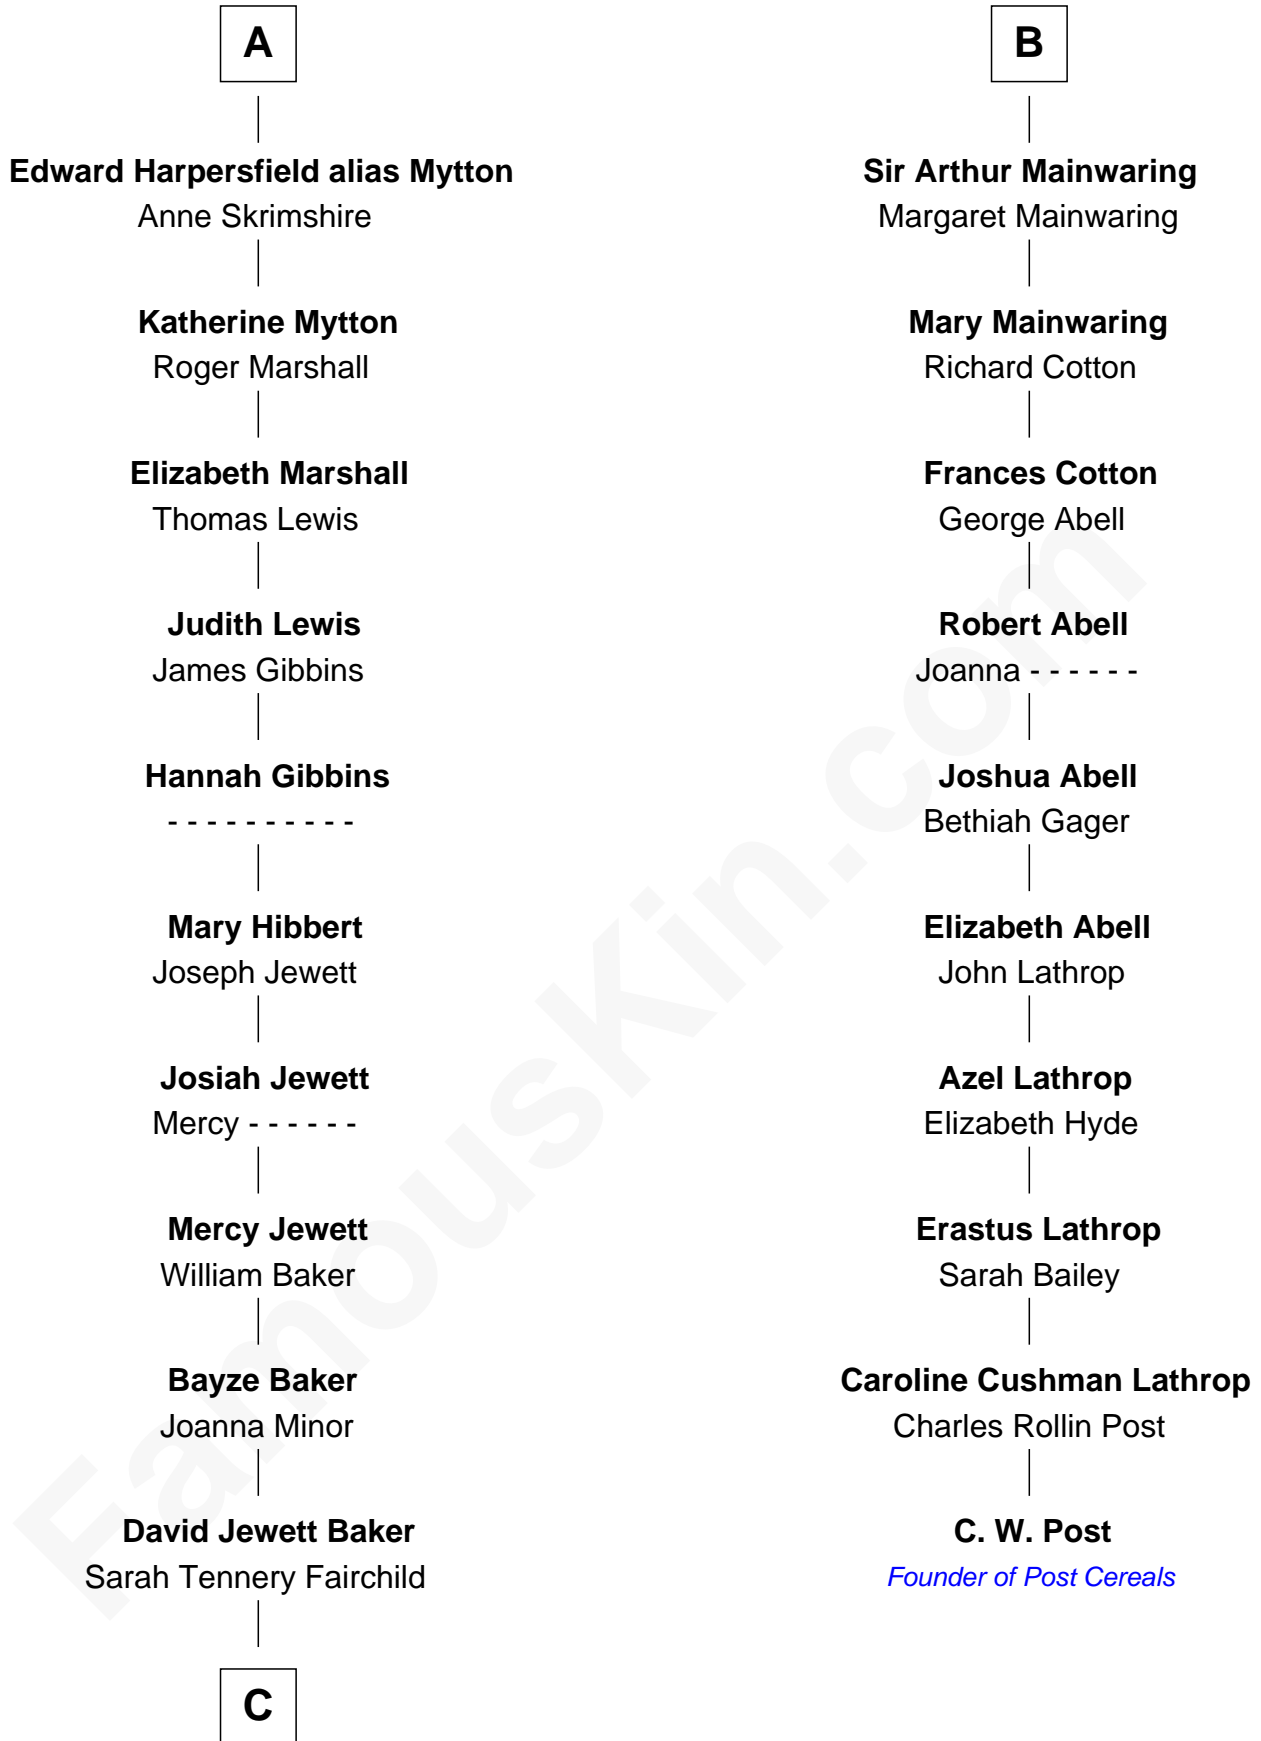 A
Edward Harpersfield alias Mytton
Anne Skrimshire
Katherine Mytton
Roger Marshall
Elizabeth Marshall
Thomas Lewis
Judith Lewis
James Gibbins
Hannah Gibbins
- - - - - - - - - -
Mary Hibbert
Joseph Jewett
Josiah Jewett
Mercy - - - - - -
Mercy Jewett
William Baker
Bayze Baker
Joanna Minor
David Jewett Baker
Sarah Tennery Fairchild
C
B
Sir Arthur Mainwaring
Margaret Mainwaring
Mary Mainwaring
Richard Cotton
Frances Cotton
George Abell
Robert Abell
Joanna - - - - - -
Joshua Abell
Bethiah Gager
Elizabeth Abell
John Lathrop
Azel Lathrop
Elizabeth Hyde
Erastus Lathrop
Sarah Bailey
Caroline Cushman Lathrop
Charles Rollin Post
C. W. Post
Founder of Post Cereals
FamousKin.com